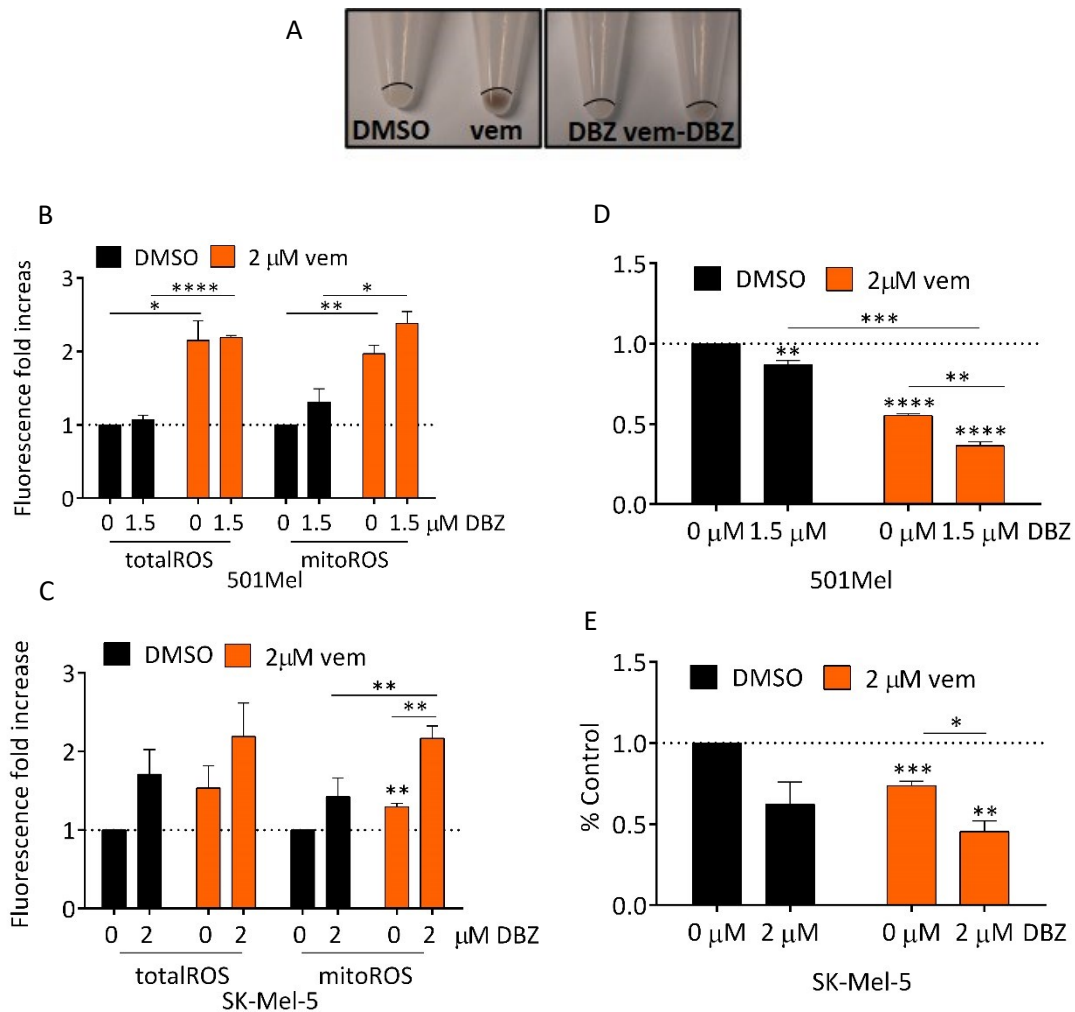 A
DMSO vem DBZ vem-DBZ
B
DMSO 2 μM vem
Fluorescence fold increas
3
2
1
0
****
*
*
**
0 1.5 0 1.5 0 1.5 0 1.5 μM DBZ
totalROS mitoROS
501Mel
C
DMSO 2μM vem
Fluorescence fold increase
3
2
1
0
**
**
**
0 2 0 2 0 2 0 2 μM DBZ
totalROS mitoROS
SK-Mel-5
D
DMSO 2μM vem
1.5
1.0
0.5
0.0
***
**
**
****
****
0 μM 1.5 μM 0 μM 1.5 μM DBZ
501Mel
E
DMSO 2 μM vem
% Control
1.5
1.0
0.5
0.0
*
***
**
0 μM 2 μM 0 μM 2 μM DBZ
SK-Mel-5